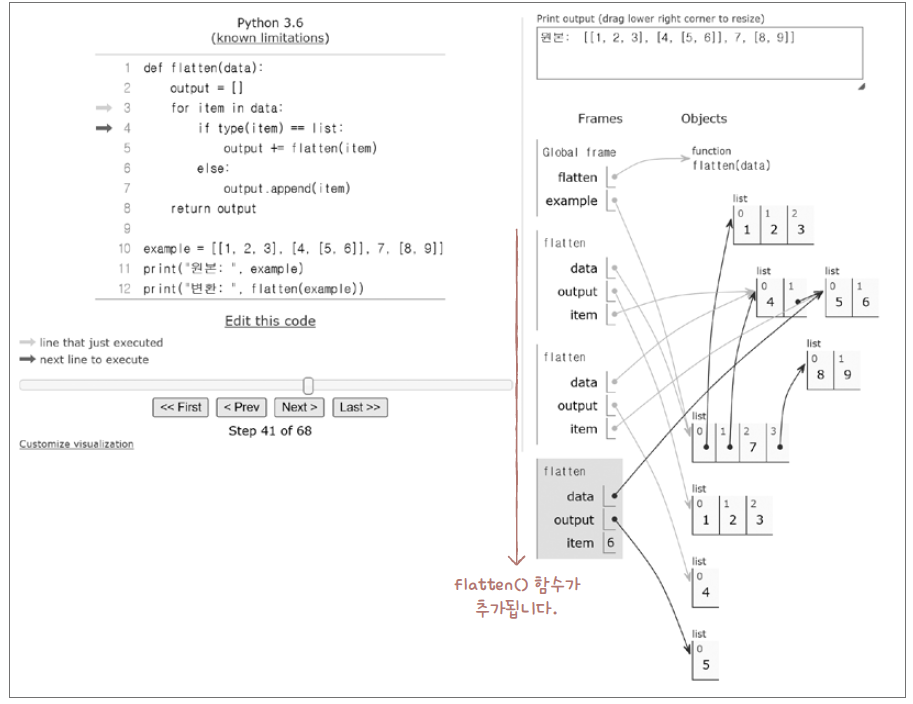 Python 3.6
(known limitations)
1 def flatten(data):
2 output = []
3 for item in data:
4 if type(item) == list:
5 output += flatten(item)
6 else:
7 output.append(item)
8 return output
9
10 example = [[1, 2, 3], [4, [5, 6]], 7, [8, 9]]
11 print("원본: ", example)
12 print("변환: ", flatten(example))
Edit this code
line that just executed
next line to execute
<< First < Prev Next > Last >>
Step 41 of 68
Customize visualization
Print output (drag lower right corner to resize)
원본: [[1, 2, 3], [4, [5, 6]], 7, [8, 9]]
Frames Objects
Global frame
flatten
example
function
flatten(data)
list
0 1 2
1 2 3
flatten
data
output
item
list
0 1
4
list
0 1
5 6
flatten
data
output
item
list
0 1
8 9
list
0 1 2 3
7
flatten
data
output
item 6
list
0 1 2
1 2 3
list
0
4
list
0
5
flatten() 함수가
추가됩니다.